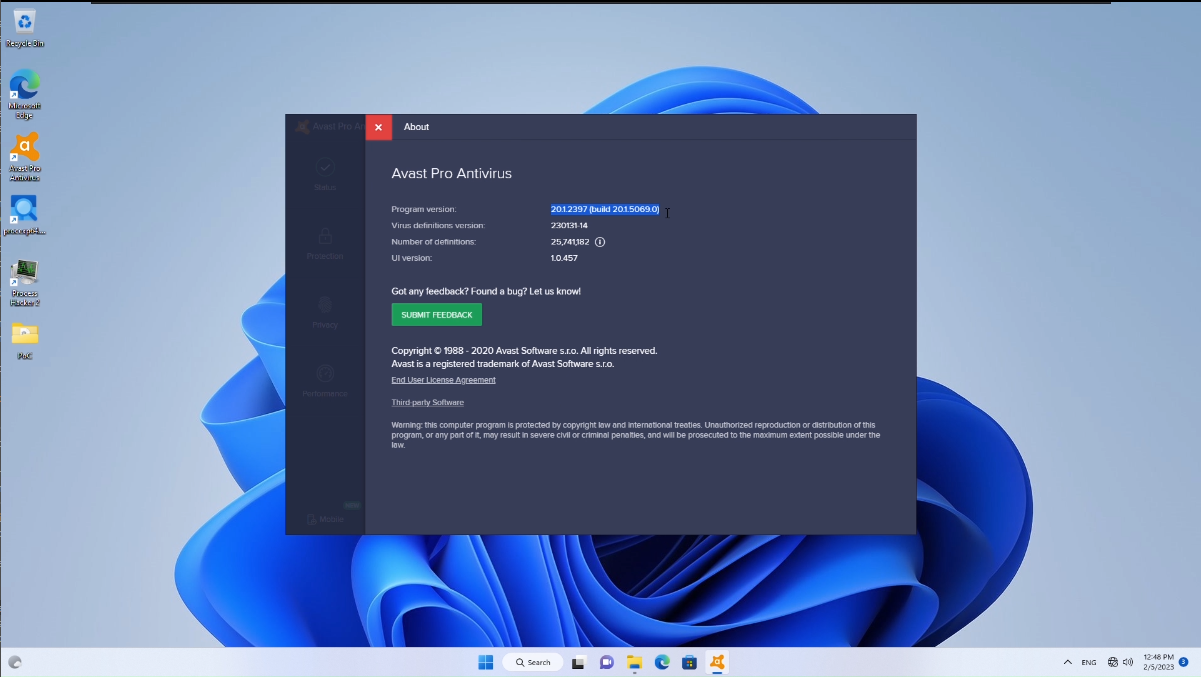 Recycle Bin
Microsoft
Edge
Avast Pro
Antivirus
Process
Hacker 2
PoC
Avast Pro An
About
Status
Protection
Privacy
Performance
NEW
Mobile
Avast Pro Antivirus
Program version: 20.1.2397 (build 20.1.5069.0)
Virus definitions version: 230131-14
Number of definitions: 25,741,182
UI version: 1.0.457
Got any feedback? Found a bug? Let us know!
SUBMIT FEEDBACK
Copyright © 1988 - 2020 Avast Software s.r.o. All rights reserved.
Avast is a registered trademark of Avast Software s.r.o.
End User License Agreement
Third-party Software
Warning: this computer program is protected by copyright law and international treaties. Unauthorized reproduction or distribution of this
program, or any part of it, may result in severe civil or criminal penalties, and will be prosecuted to the maximum extent possible under the
law.
Search
ENG
12:48 PM
2/5/2023
3